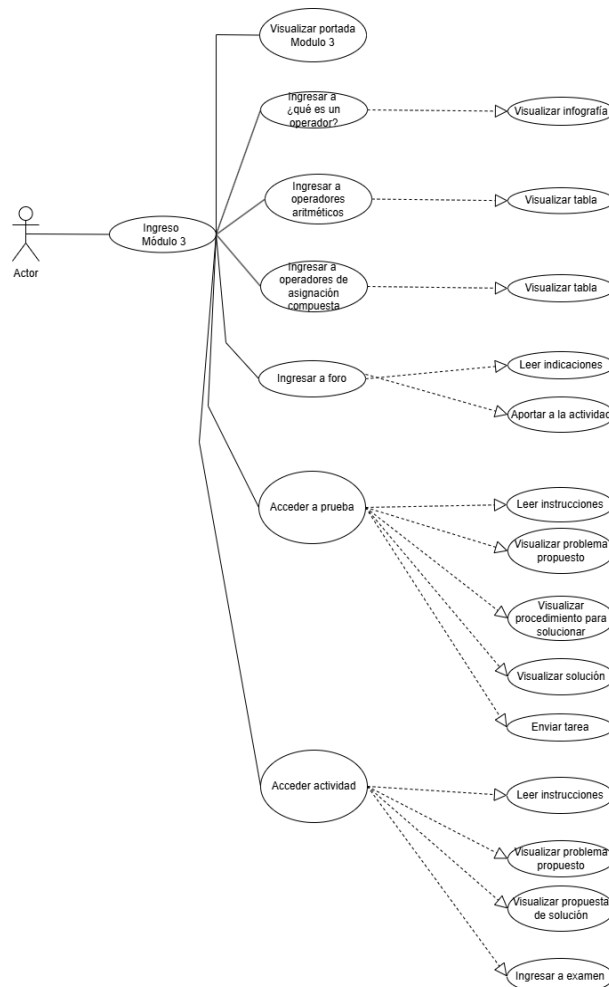 Visualizar portada
Modulo 3
Ingresar a
¿qué es un
operador?
Visualizar infografía
Ingresar a
operadores
aritméticos
Visualizar tabla
Ingreso
Módulo 3
Actor
Ingresar a
operadores de
asignación
compuesta
Visualizar tabla
Ingresar a foro
Leer indicaciones
Aportar a la actividad
Acceder a prueba
Leer instrucciones
Visualizar problema
propuesto
Visualizar
procedimiento para
solucionar
Visualizar solución
Enviar tarea
Acceder actividad
Leer instrucciones
Visualizar problema
propuesto
Visualizar propuesta
de solución
Ingresar a examen